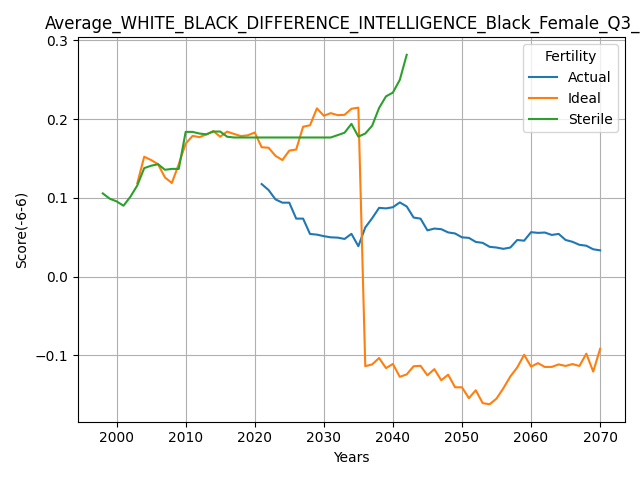 Average_WHITE_BLACK_DIFFERENCE_INTELLIGENCE_Black_Female_Q3_
Fertility
Actual
Ideal
Sterile
Score(-6-6)
0.3
0.2
0.1
0.0
−0.1
2000 2010 2020 2030 2040 2050 2060 2070
Years